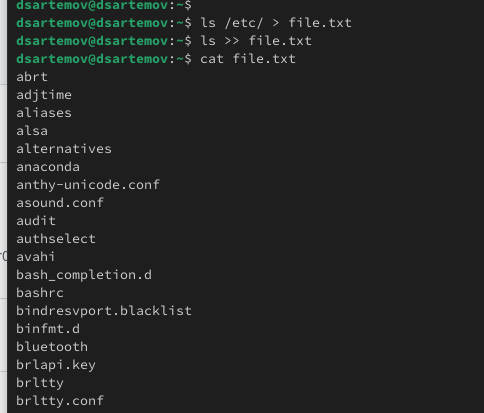 dsartemov@dsartemov:~$
dsartemov@dsartemov:~$ ls /etc/ > file.txt
dsartemov@dsartemov:~$ ls >> file.txt
dsartemov@dsartemov:~$ cat file.txt
abrt
adjtime
aliases
alsa
alternatives
anaconda
anthy-unicode.conf
asound.conf
audit
authselect
avahi
bash_completion.d
bashrc
bindresvport.blacklist
binfmt.d
bluetooth
brlapi.key
brltty
brltty.conf